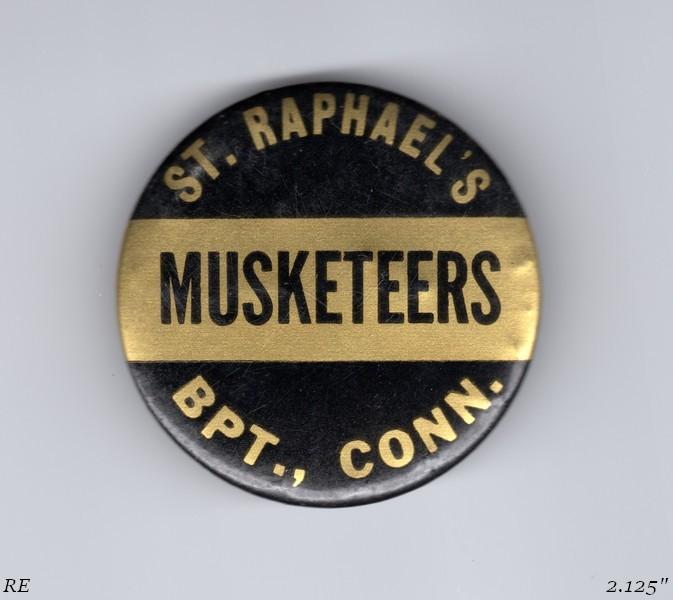 ST. RAPHAEL'S
MUSKETEERS
BPT., CONN.
RE
2.125"